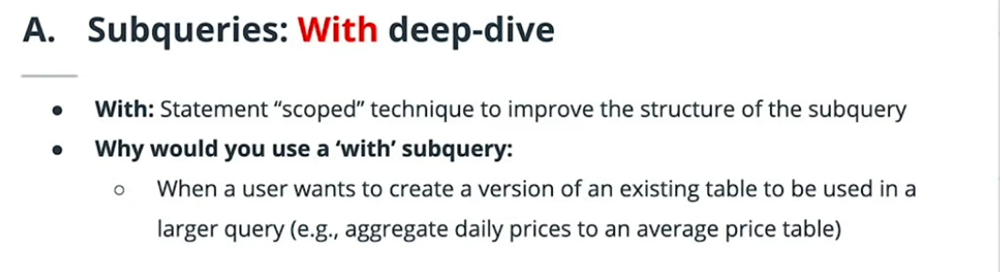 A. Subqueries: With deep-dive
• With: Statement “scoped” technique to improve the structure of the subquery
• Why would you use a ‘with’ subquery:
○ When a user wants to create a version of an existing table to be used in a
larger query (e.g., aggregate daily prices to an average price table)